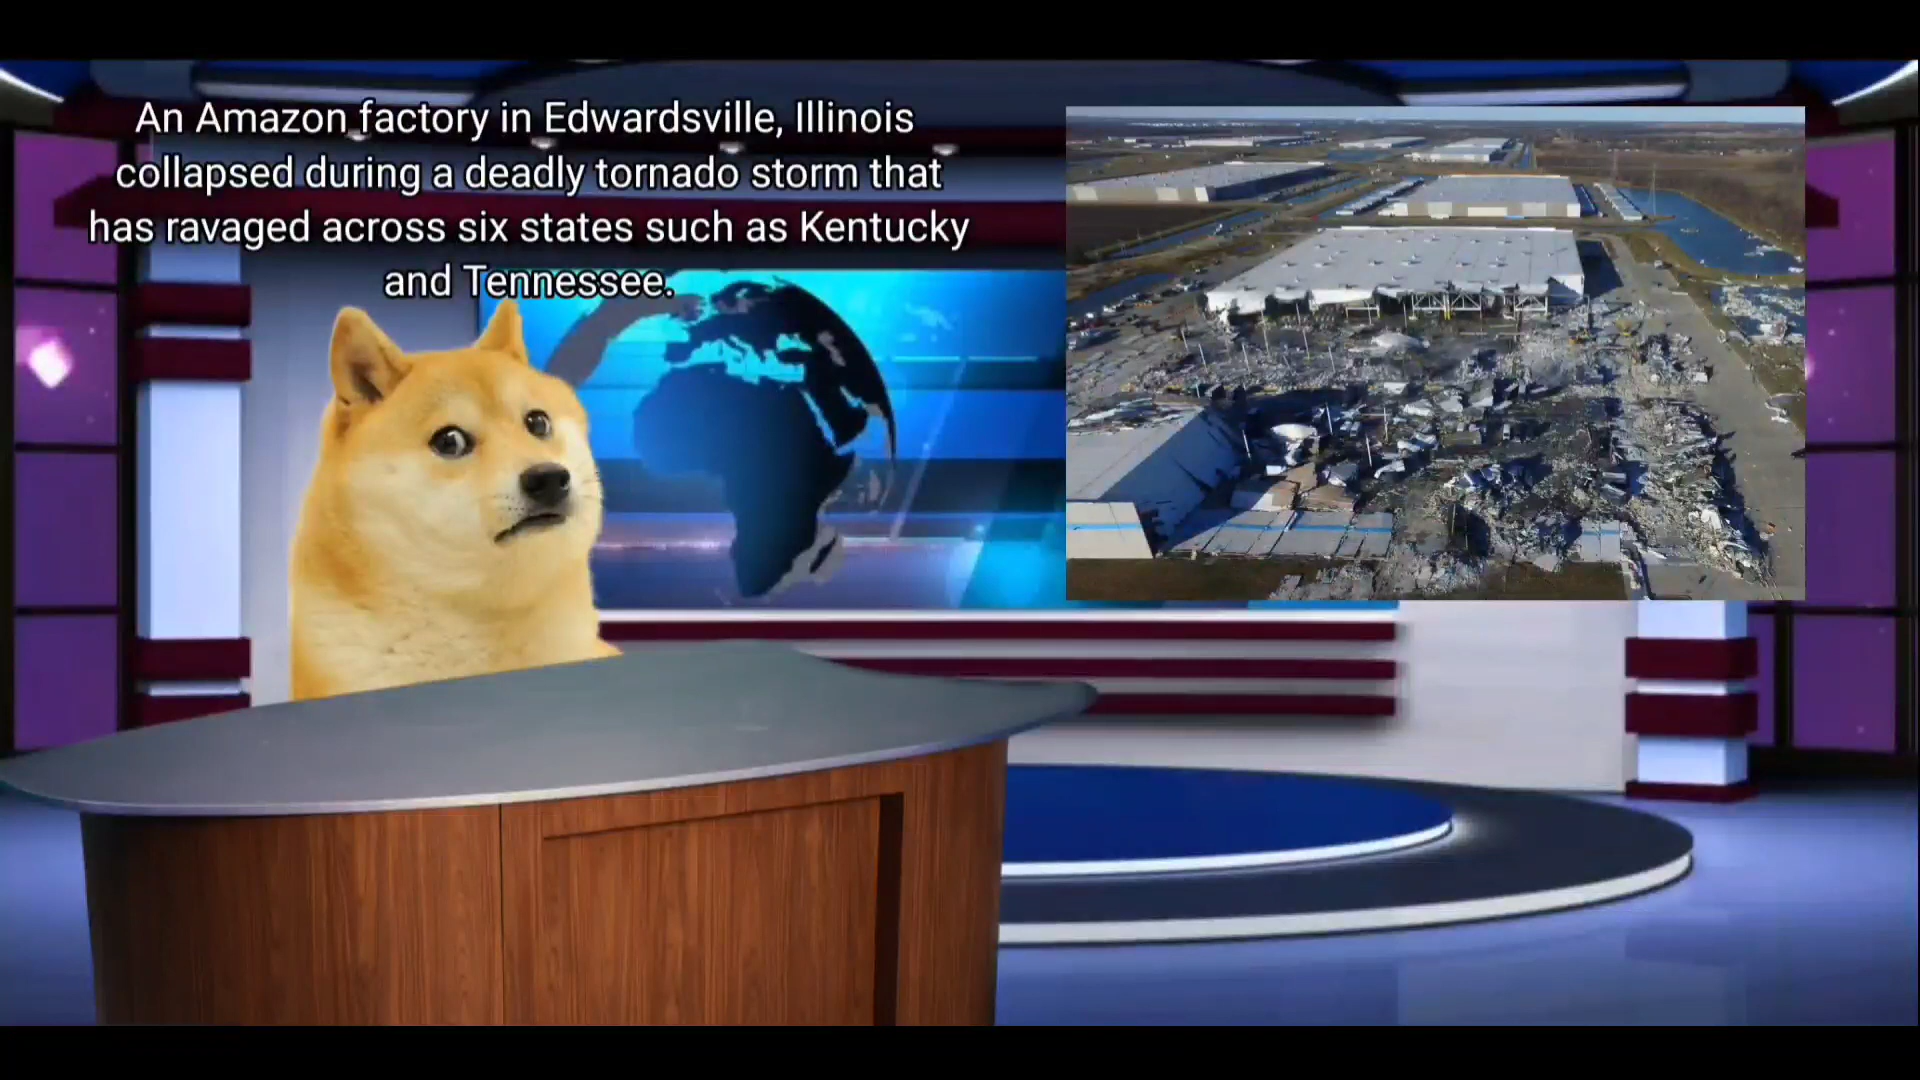 An Amazon factory in Edwardsville, Illinois
collapsed during a deadly tornado storm that
has ravaged across six states such as Kentucky
and Tennessee.